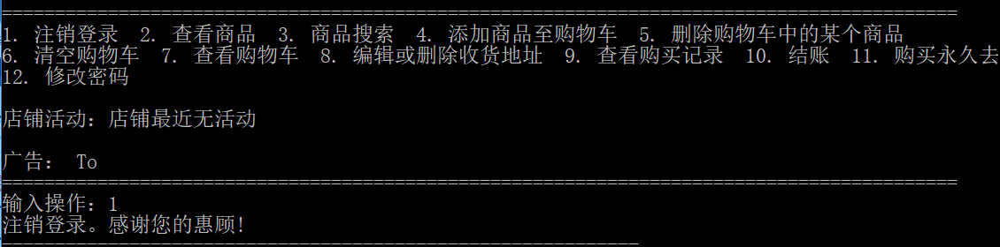 ==========================================================================================
1. 注销登录  2. 查看商品  3. 商品搜索  4. 添加商品至购物车  5. 删除购物车中的某个商品
6. 清空购物车  7. 查看购物车  8. 编辑或删除收货地址  9. 查看购买记录  10. 结账  11. 购买永久去
12. 修改密码
店铺活动：店铺最近无活动
广告： To
==========================================================================================
输入操作：1
注销登录。感谢您的惠顾!
============================================================